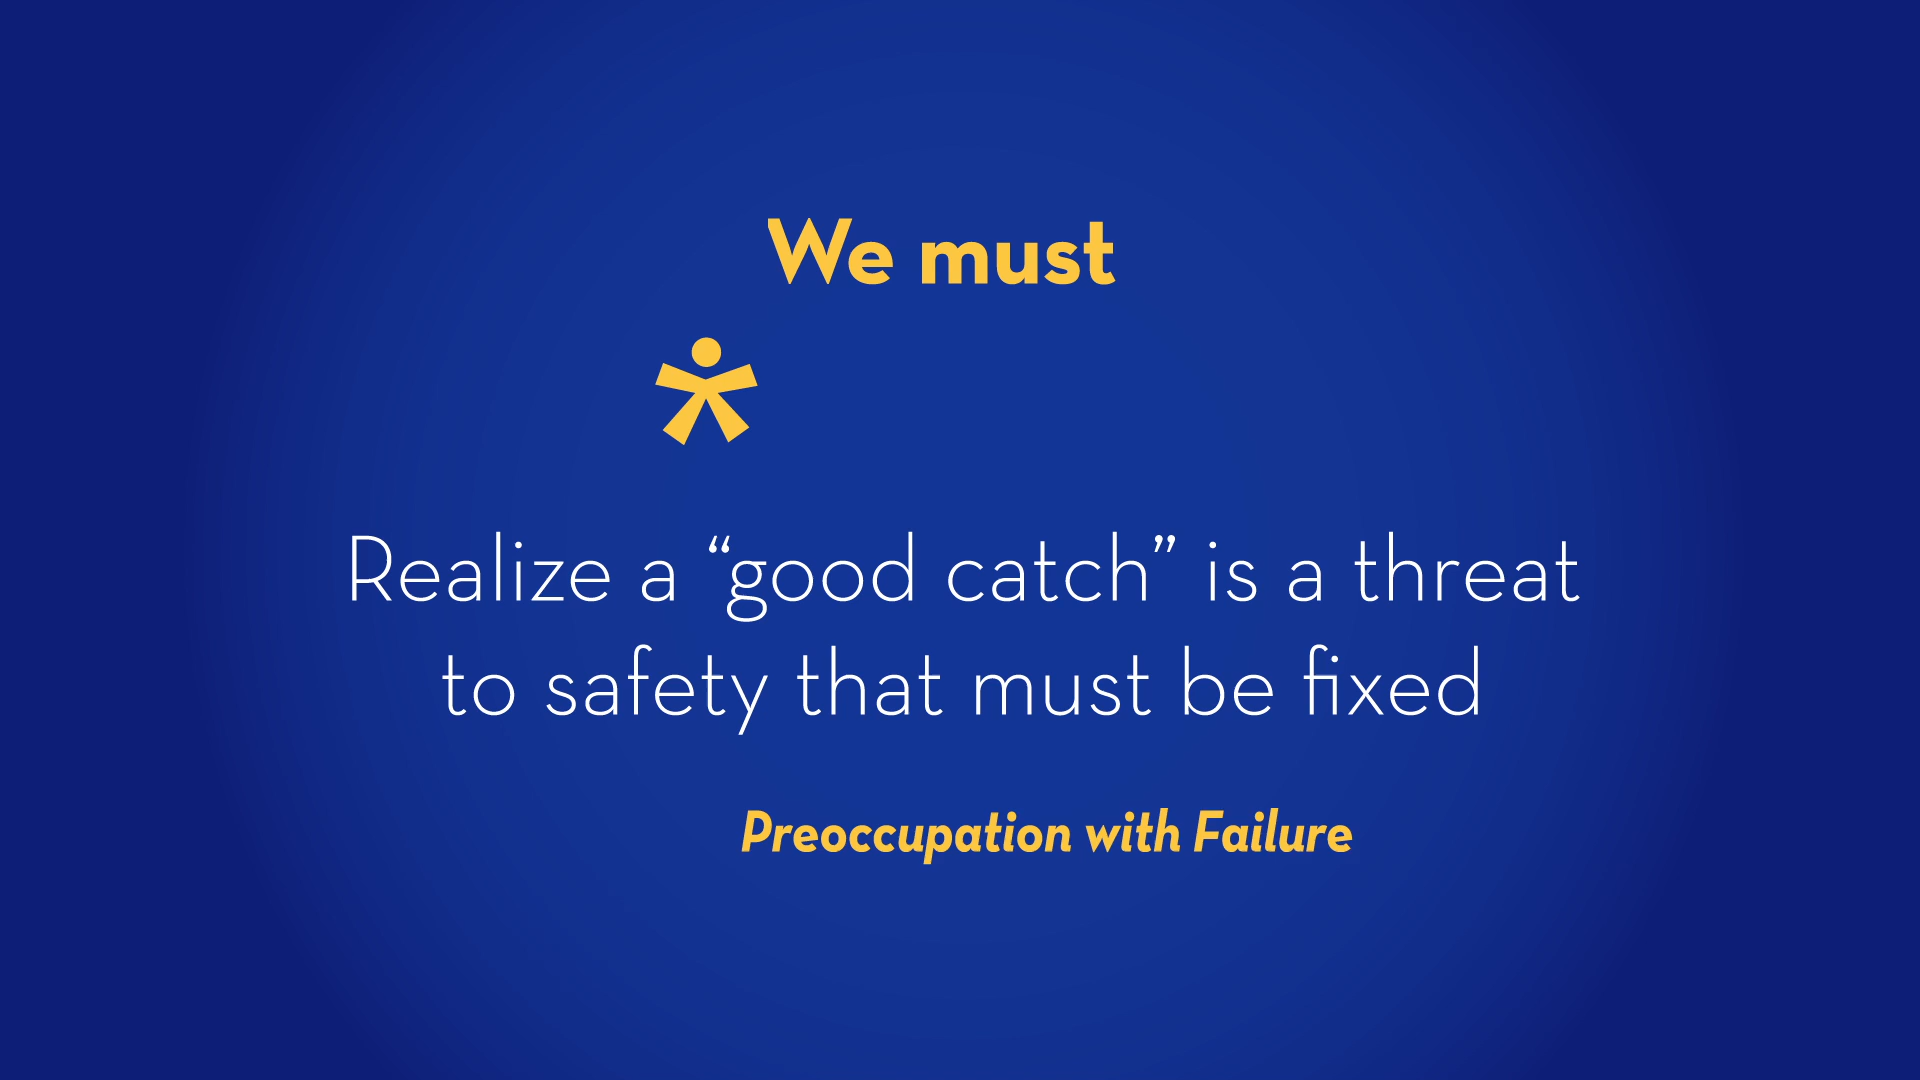 We must
Realize a “good catch” is a threat
to safety that must be fixed
Preoccupation with Failure